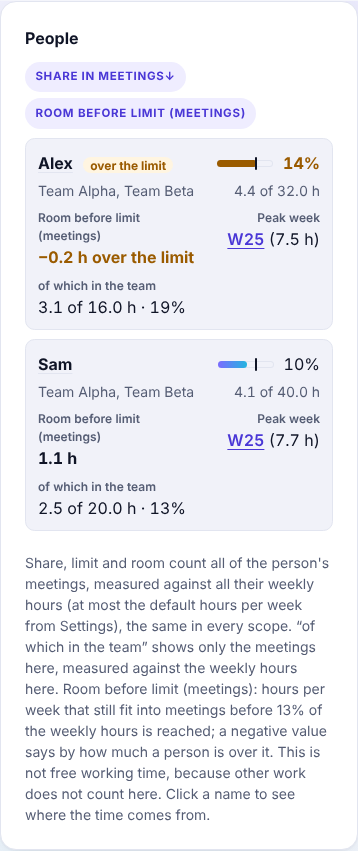 People
SHARE IN MEETINGS↓
ROOM BEFORE LIMIT (MEETINGS)
Alex over the limit 14%
Team Alpha, Team Beta 4.4 of 32.0 h
Room before limit Peak week
(meetings) W25 (7.5 h)
−0.2 h over the limit
of which in the team
3.1 of 16.0 h · 19%
Sam 10%
Team Alpha, Team Beta 4.1 of 40.0 h
Room before limit Peak week
(meetings) W25 (7.7 h)
1.1 h
of which in the team
2.5 of 20.0 h · 13%
Share, limit and room count all of the person's
meetings, measured against all their weekly
hours (at most the default hours per week
from Settings), the same in every scope. “of
which in the team” shows only the meetings
here, measured against the weekly hours
here. Room before limit (meetings): hours per
week that still fit into meetings before 13% of
the weekly hours is reached; a negative value
says by how much a person is over it. This is
not free working time, because other work
does not count here. Click a name to see
where the time comes from.